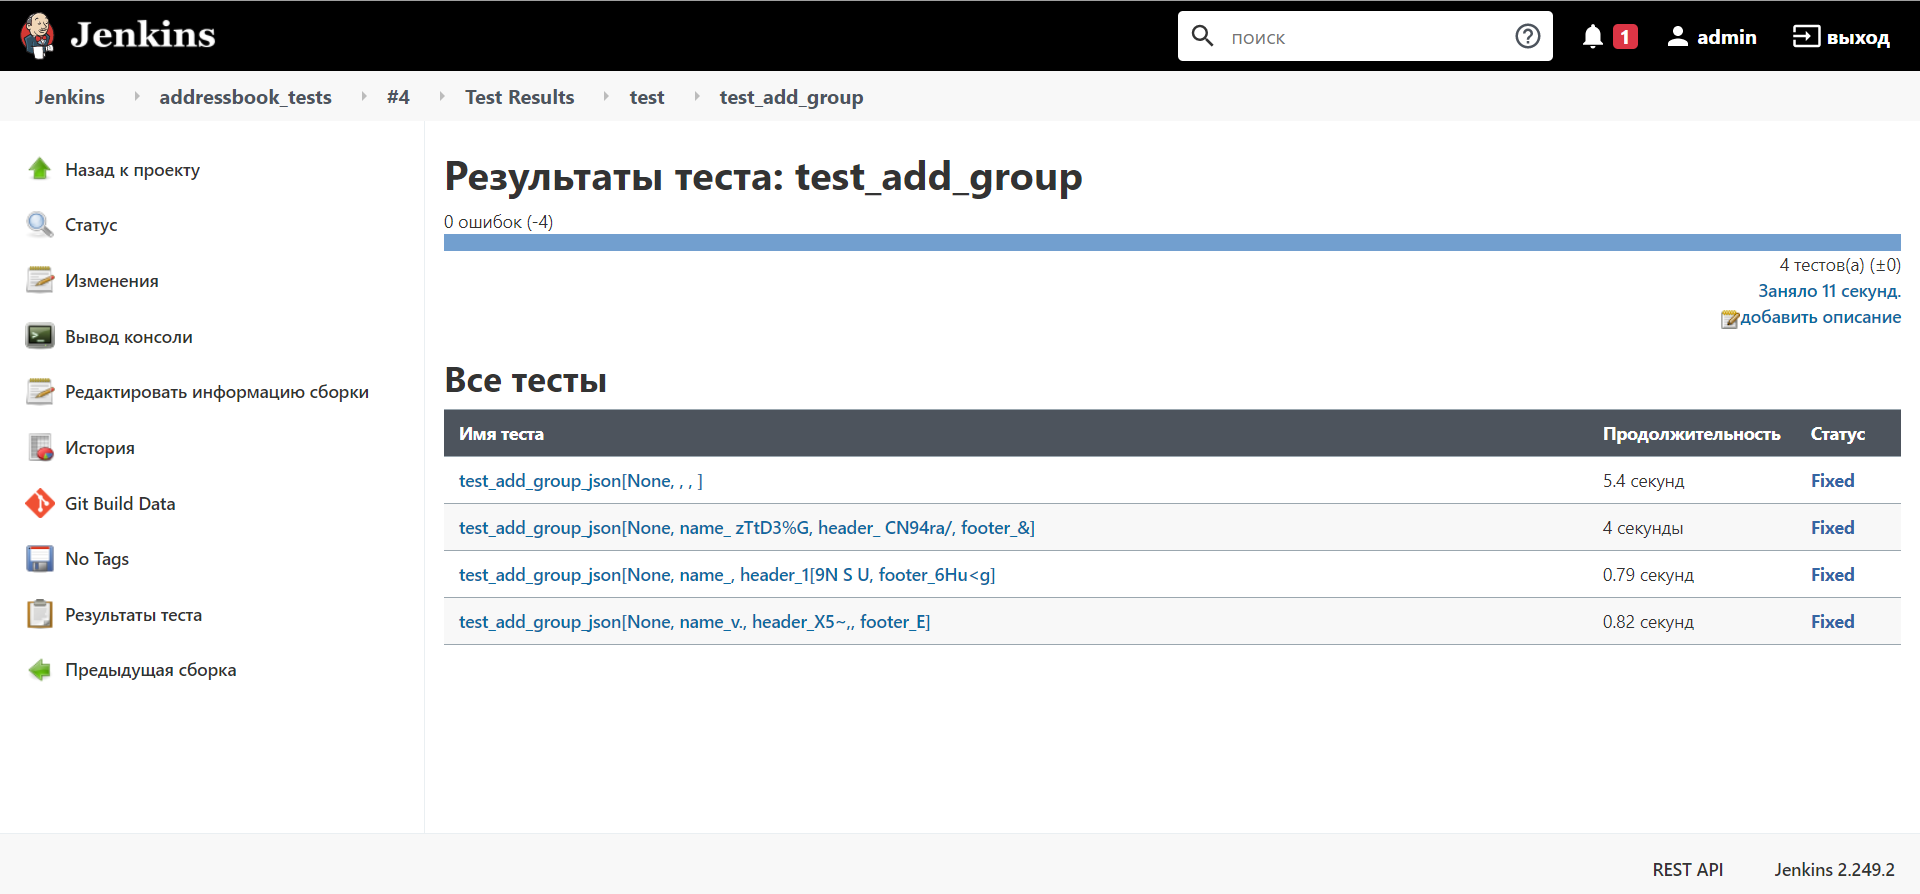 Jenkins
поиск
1
admin
выход
Jenkins
addressbook_tests
#4
Test Results
test
test_add_group
Назад к проекту
Статус
Изменения
Вывод консоли
Редактировать информацию сборки
История
Git Build Data
No Tags
Результаты теста
Предыдущая сборка
Результаты теста: test_add_group
0 ошибок (-4)
4 тестов(а) (±0)
Заняло 11 секунд.
добавить описание
Все тесты
Имя теста Продолжительность Статус
test_add_group_json[None, , , ] 5.4 секунд Fixed
test_add_group_json[None, name_ zTtD3%G, header_ CN94ra/, footer_&] 4 секунды Fixed
test_add_group_json[None, name_, header_1[9N S U, footer_6Hu<g] 0.79 секунд Fixed
test_add_group_json[None, name_v., header_X5~,, footer_E] 0.82 секунд Fixed
REST API
Jenkins 2.249.2